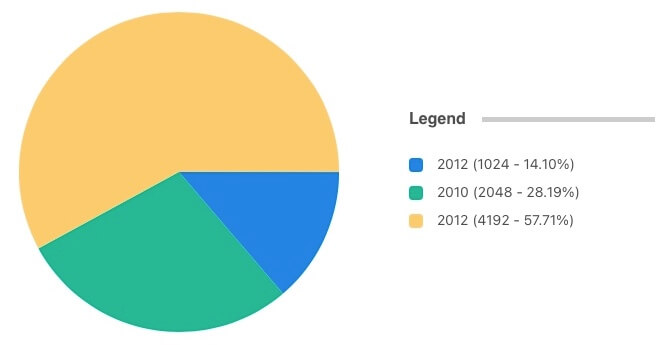 Legend
2012 (1024 - 14.10%)
2010 (2048 - 28.19%)
2012 (4192 - 57.71%)